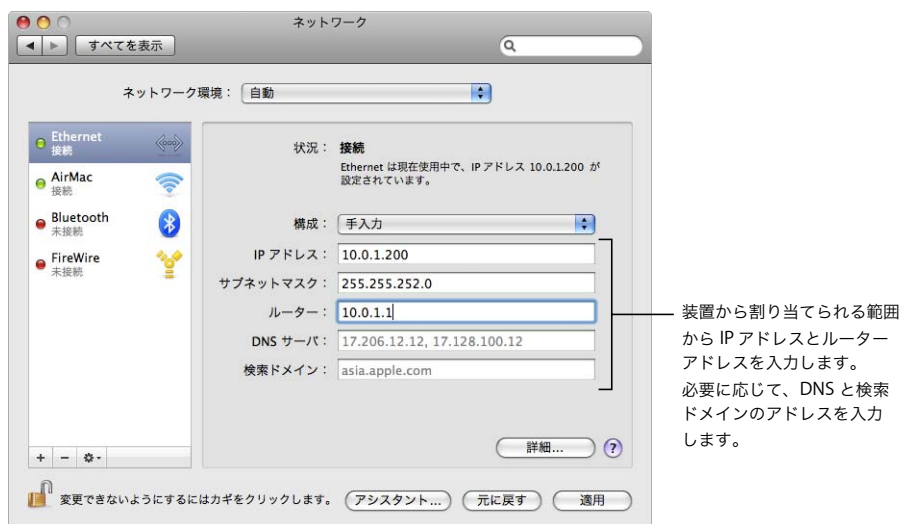 ネットワーク
すべてを表示
ネットワーク環境： 自動
Ethernet
接続
AirMac
接続
Bluetooth
未接続
FireWire
未接続
状況： 接続
Ethernet は現在使用中で、IP アドレス 10.0.1.200 が
設定されています。
構成： 手入力
IP アドレス： 10.0.1.200
サブネットマスク： 255.255.252.0
ルーター： 10.0.1.1
DNS サーバ： 17.206.12.12, 17.128.100.12
検索ドメイン： asia.apple.com
詳細... ?
+ −
変更できないようにするにはカギをクリックします。 アシスタント... 元に戻す 適用
装置から割り当てられる範囲
から IP アドレスとルーター
アドレスを入力します。
必要に応じて、DNS と検索
ドメインのアドレスを入力
します。